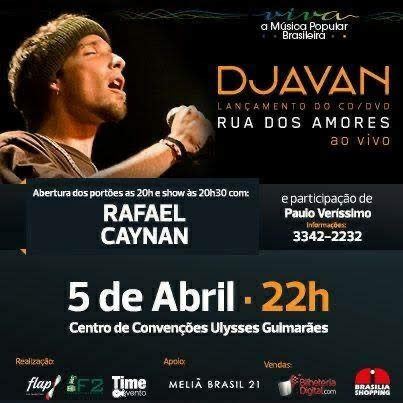 viva
a Música Popular
Brasileira
DJAVAN
LANÇAMENTO DO CD/DVD
RUA DOS AMORES
ao vivo
Abertura dos portões as 20h e show às 20h30 com:
RAFAEL
CAYNAN
e participação de
Paulo Veríssimo
Informações:
3342-2232
5 de Abril · 22h
Centro de Convenções Ulysses Guimarães
Realização:
Apoio:
Vendas:
flap!
F2
Time
evento
MELIÃ BRASIL 21
Bilheteria
Digital.com
BRASÍLIA
SHOPPING